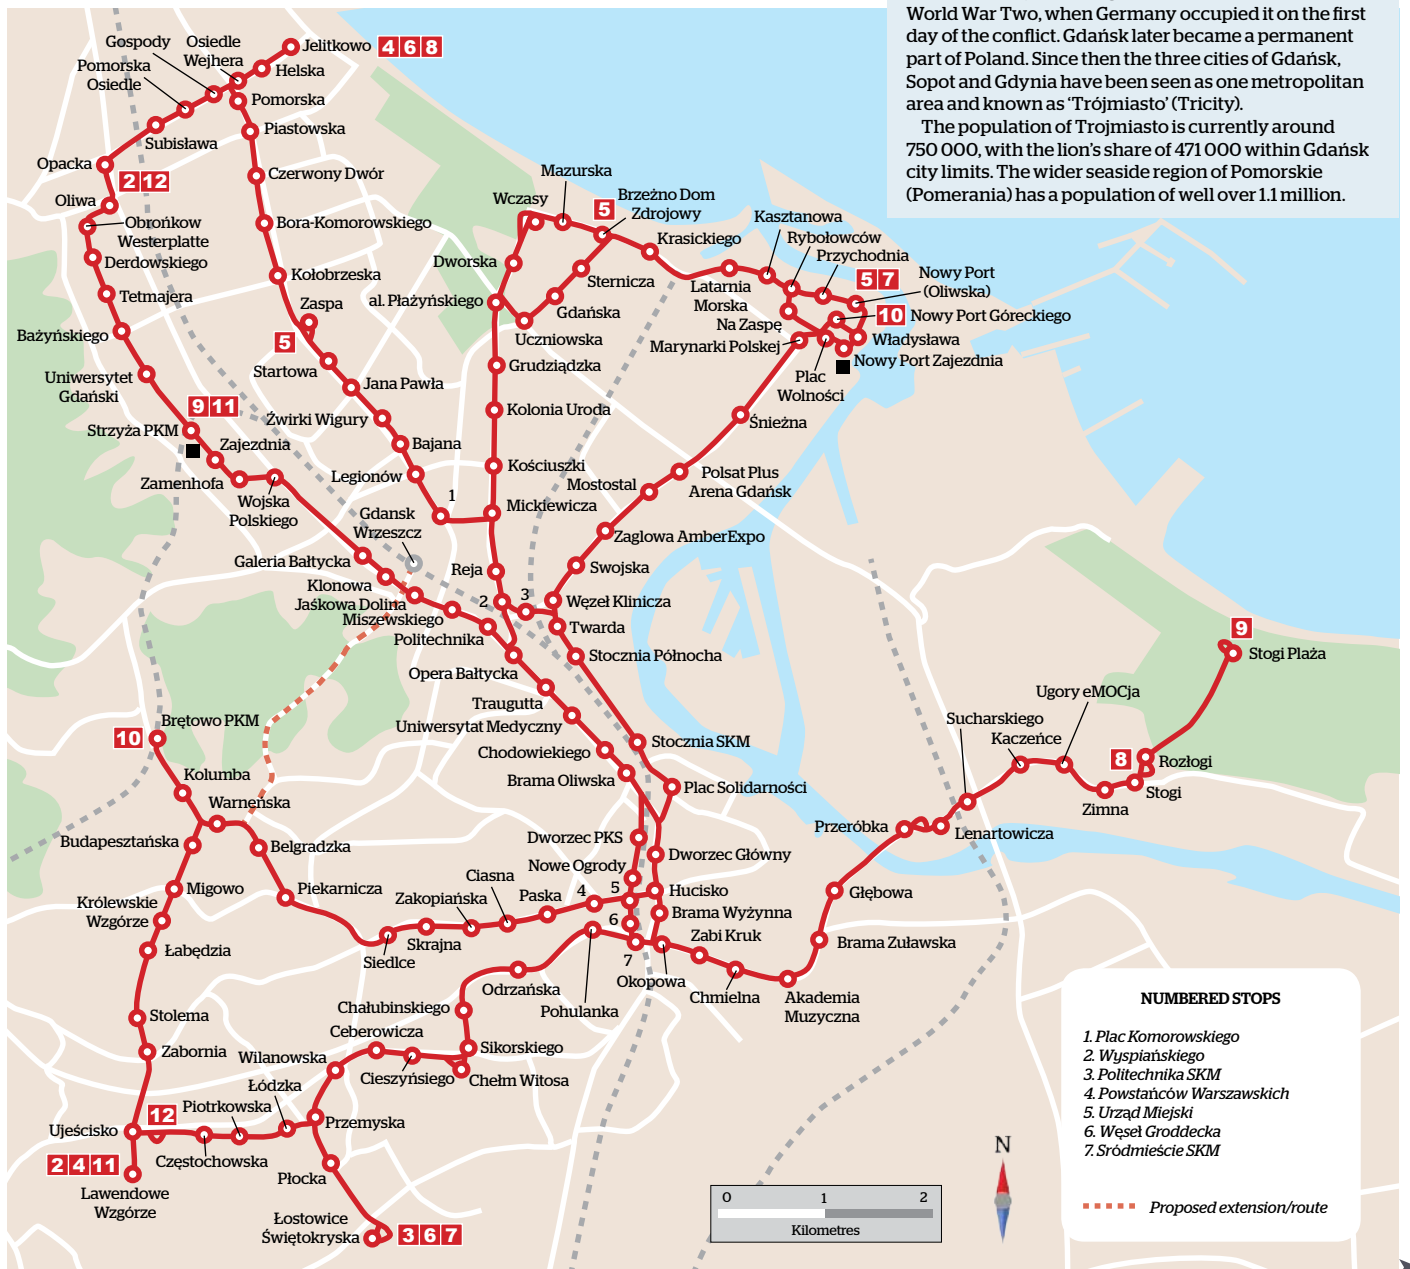 World War Two, when Germany occupied it on the first
day of the conflict. Gdańsk later became a permanent
part of Poland. Since then the three cities of Gdańsk,
Sopot and Gdynia have been seen as one metropolitan
area and known as ‘Trójmiasto’ (Tricity).
The population of Trojmiasto is currently around
750 000, with the lion’s share of 471 000 within Gdańsk
city limits. The wider seaside region of Pomorskie
(Pomerania) has a population of well over 1.1 million.
Gospody
Osiedle
Wejhera
Jelitkowo
4 6 8
Pomorska
Osiedle
Helska
Pomorska
Piastowska
Subisława
Opacka
Czerwony Dwór
2 12
Oliwa
Obrońkow
Westerplatte
Bora-Komorowskiego
Derdowskiego
Kołobrzeska
Tetmajera
Zaspa
Bażyńskiego
5
Startowa
Uniwersytet
Gdański
Jana Pawła
9 11
Żwirki Wigury
Strzyża PKM
Zajezdnia
Bajana
Zamenhofa
Legionów
Wojska
Polskiego
1
Gdansk
Wrzeszcz
Galeria Bałtycka
Klonowa
Jaśkowa Dolina
Miszewskiego
Politechnika
Mazurska
Wczasy
Brzeźno Dom
Zdrojowy
5
Dworska
Krasickiego
Kasztanowa
Rybołowców
Przychodnia
Sternicza
al. Płażyńskiego
Gdańska
Uczniowska
Latarnia
Morska
5 7
Nowy Port
(Oliwska)
Na Zaspę
10
Nowy Port Góreckiego
Marynarki Polskej
Władysława
Nowy Port Zajezdnia
Plac
Wolności
Grudziądzka
Kolonia Uroda
Śnieżna
Kościuszki
Mickiewicza
Polsat Plus
Arena Gdańsk
Mostostal
Zaglowa AmberExpo
Reja
Swojska
2
3
Węzeł Klinicza
Twarda
Stocznia Północha
Opera Bałtycka
Traugutta
Uniwersytat Medyczny
Chodowiekiego
Stocznia SKM
Brama Oliwska
Plac Solidarności
9
Stogi Plaża
Ugory eMOCja
Sucharskiego
Kaczeńce
8
Rozłogi
Stogi
Zimna
Przeróbka
Lenartowicza
Głębowa
Brama Zuławska
Brętowo PKM
10
Kolumba
Warneńska
Budapesztańska
Belgradzka
Migowo
Piekarnicza
Królewskie
Wzgórze
Łabędzia
Siedlce
Skrajna
Zakopiańska
Ciasna
Paska
4
5
6
7
Dworzec PKS
Nowe Ogrody
Dworzec Główny
Hucisko
Brama Wyżynna
Zabi Kruk
Okopowa
Chmielna
Akademia
Muzyczna
Odrzańska
Pohulanka
Stolema
Chałubinskiego
Zabornia
Ceberowicza
Wilanowska
Sikorskiego
Cieszyńsiego
Chełm Witosa
Łódzka
Piotrkowska
12
Ujeścisko
Przemyska
Częstochowska
2 4 11
Płocka
Lawendowe
Wzgórze
Łostowice
Świętokryska
3 6 7
NUMBERED STOPS
1. Plac Komorowskiego
2. Wyspiańskiego
3. Politechnika SKM
4. Powstańców Warszawskich
5. Urząd Miejski
6. Węseł Groddecka
7. Sródmieście SKM
Proposed extension/route
N
0 1 2
Kilometres